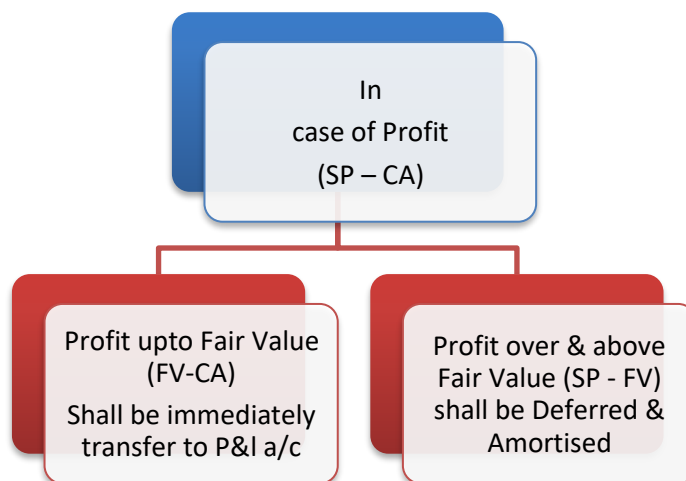 In
case of Profit
(SP – CA)
Profit upto Fair Value
(FV-CA)
Shall be immediately
transfer to P&l a/c
Profit over & above
Fair Value (SP - FV)
shall be Deferred &
Amortised